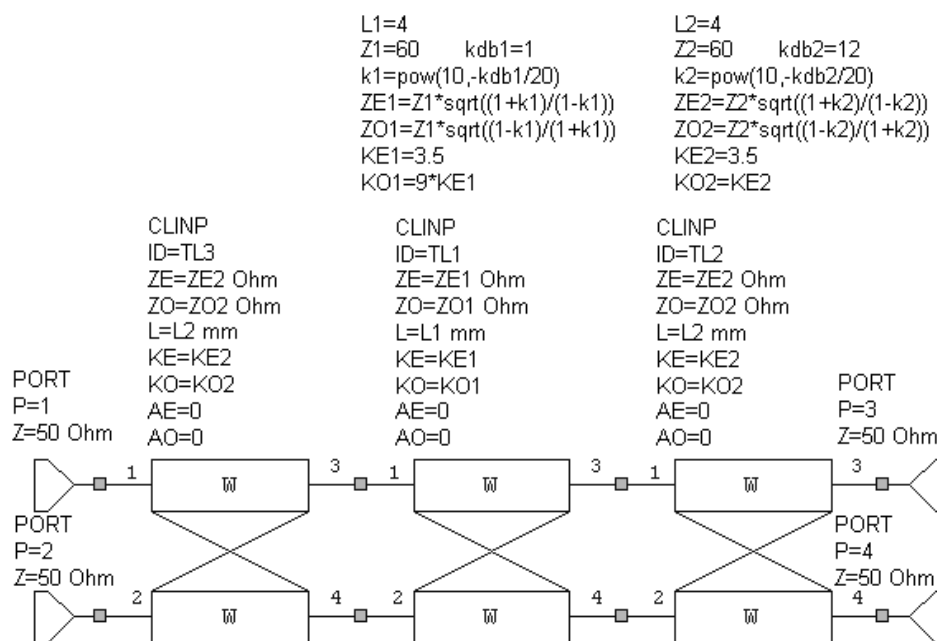 L1=4
Z1=60 kdb1=1
k1=pow(10,-kdb1/20)
ZE1=Z1*sqrt((1+k1)/(1-k1))
ZO1=Z1*sqrt((1-k1)/(1+k1))
KE1=3.5
KO1=9*KE1
L2=4
Z2=60 kdb2=12
k2=pow(10,-kdb2/20)
ZE2=Z2*sqrt((1+k2)/(1-k2))
ZO2=Z2*sqrt((1-k2)/(1+k2))
KE2=3.5
KO2=KE2
CLINP
ID=TL3
ZE=ZE2 Ohm
ZO=ZO2 Ohm
L=L2 mm
KE=KE2
KO=KO2
AE=0
AO=0
CLINP
ID=TL1
ZE=ZE1 Ohm
ZO=ZO1 Ohm
L=L1 mm
KE=KE1
KO=KO1
AE=0
AO=0
CLINP
ID=TL2
ZE=ZE2 Ohm
ZO=ZO2 Ohm
L=L2 mm
KE=KE2
KO=KO2
AE=0
AO=0
PORT
P=1
Z=50 Ohm
PORT
P=3
Z=50 Ohm
1 W 3 1 W 3 1 W 3
PORT
P=2
Z=50 Ohm
PORT
P=4
Z=50 Ohm
2 W 4 2 W 4 2 W 4